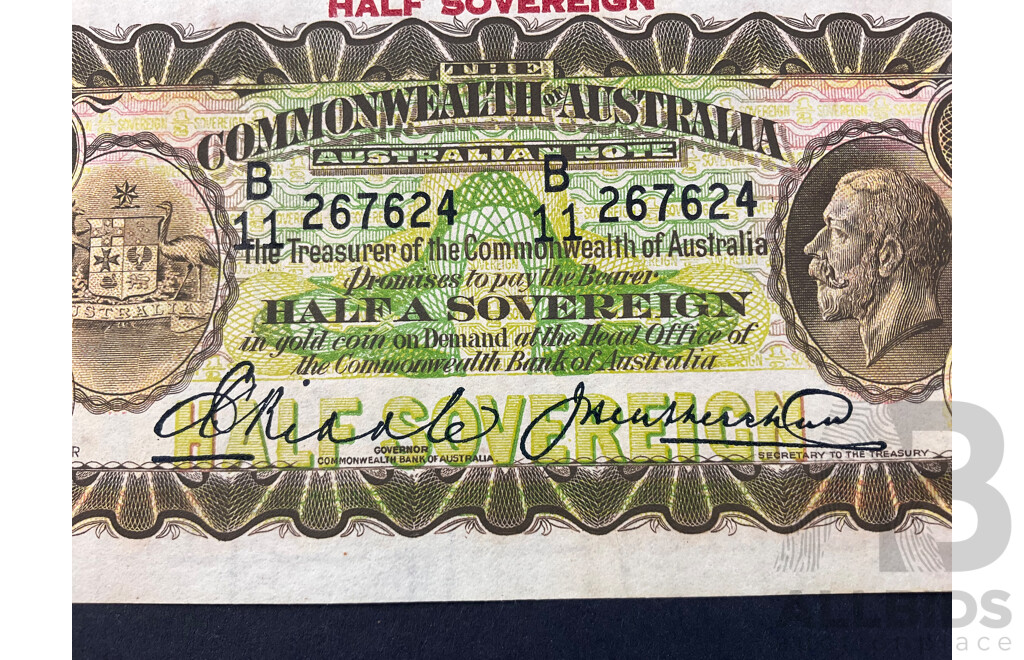 HALF SOVEREIGN
THE
COMMONWEALTH OF AUSTRALIA
AUSTRALIAN NOTE
B B
11 267624 11 267624
The Treasurer of the Commonwealth of Australia
Promises to pay the Bearer
HALF A SOVEREIGN
in gold coin on Demand at the Head Office of
the Commonwealth Bank of Australia
AUSTRALIA
HALF SOVEREIGN
GOVERNOR
COMMONWEALTH BANK OF AUSTRALIA
SECRETARY TO THE TREASURY
ALLBIDS